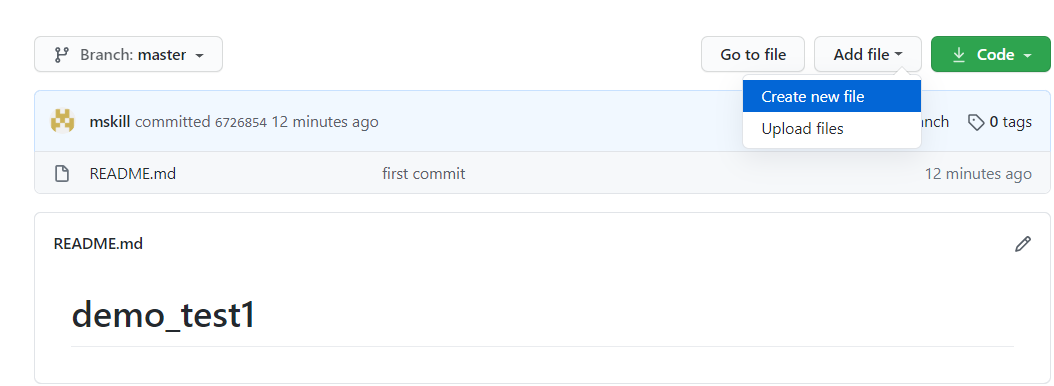 Branch: master
Go to file
Add file
Code
Create new file
Upload files
mskill committed 6726854 12 minutes ago
0 tags
README.md
first commit
12 minutes ago
README.md
demo_test1